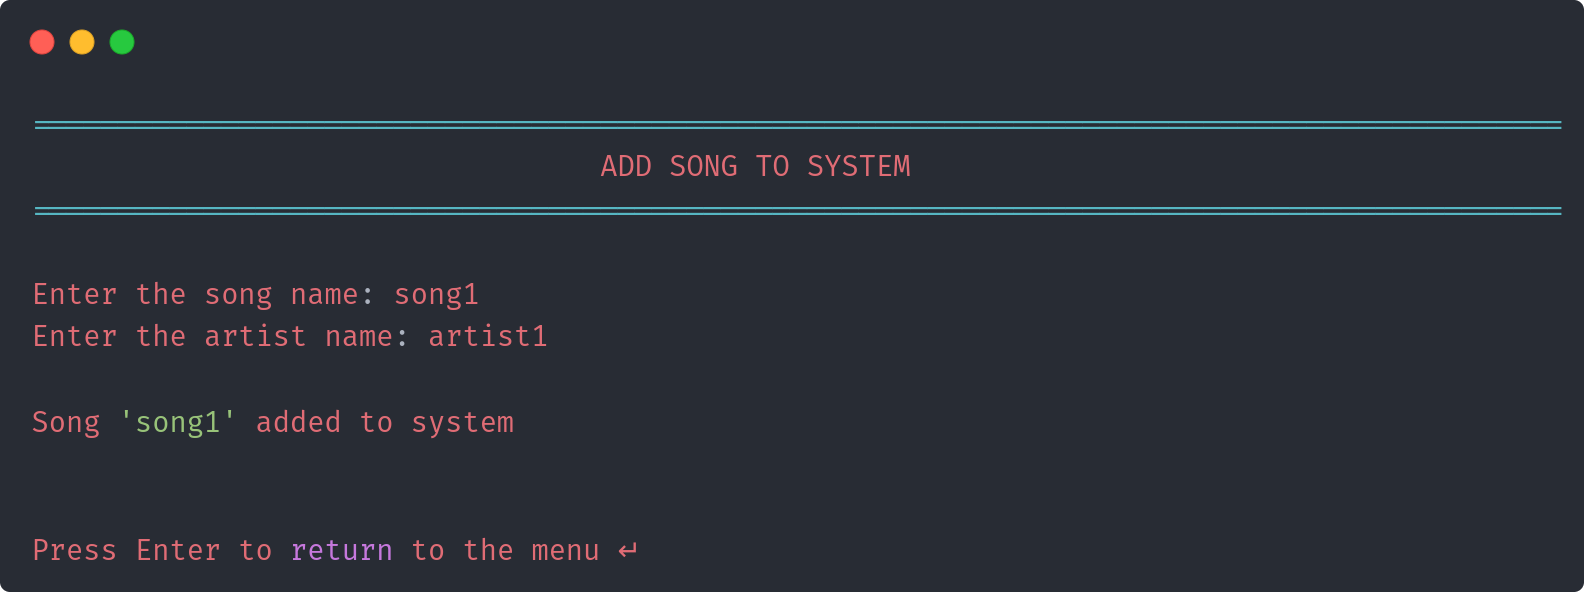 ADD SONG TO SYSTEM
Enter the song name: song1
Enter the artist name: artist1
Song 'song1' added to system
Press Enter to return to the menu ↵